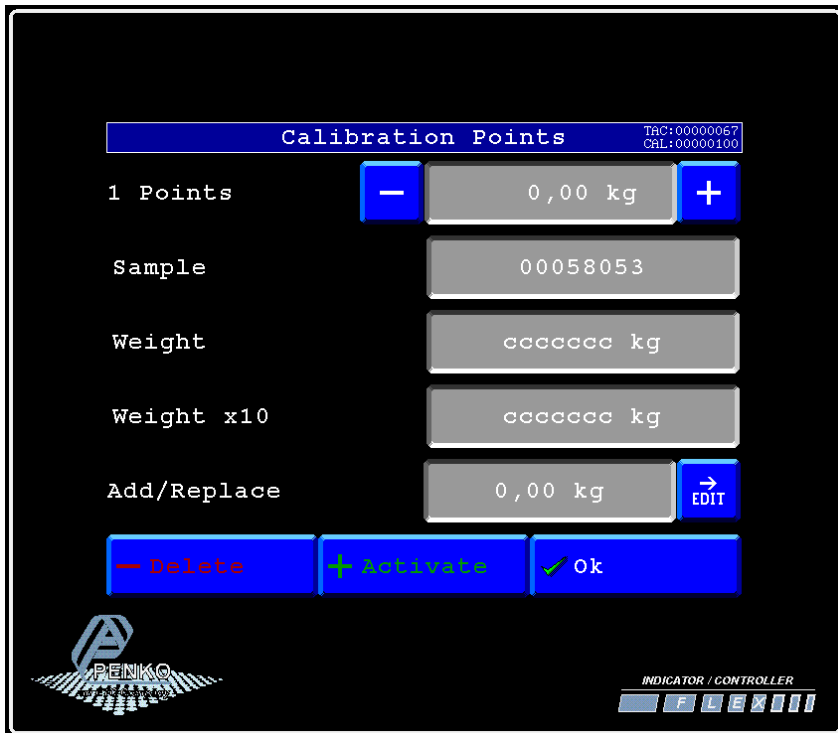 Calibration Points
TAC:00000067
CAL:00000100
1 Points
−
0,00 kg
+
Sample
00058053
Weight
ccccccc kg
Weight x10
ccccccc kg
Add/Replace
0,00 kg
→
EDIT
− Delete
+ Activate
✓ Ok
PENKO
INDICATOR / CONTROLLER
FLEX